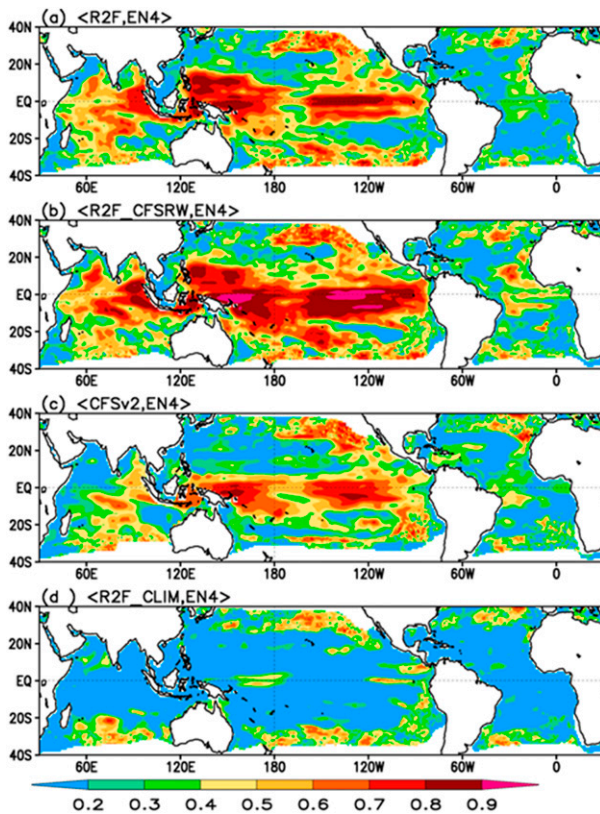 (a) <R2F,EN4>
40N
20N
EQ
20S
40S
60E 120E 180 120W 60W 0
(b) <R2F_CFSRW,EN4>
40N
20N
EQ
20S
40S
60E 120E 180 120W 60W 0
(c) <CFSv2,EN4>
40N
20N
EQ
20S
40S
60E 120E 180 120W 60W 0
(d ) <R2F_CLIM,EN4>
40N
20N
EQ
20S
40S
60E 120E 180 120W 60W 0
0.2 0.3 0.4 0.5 0.6 0.7 0.8 0.9